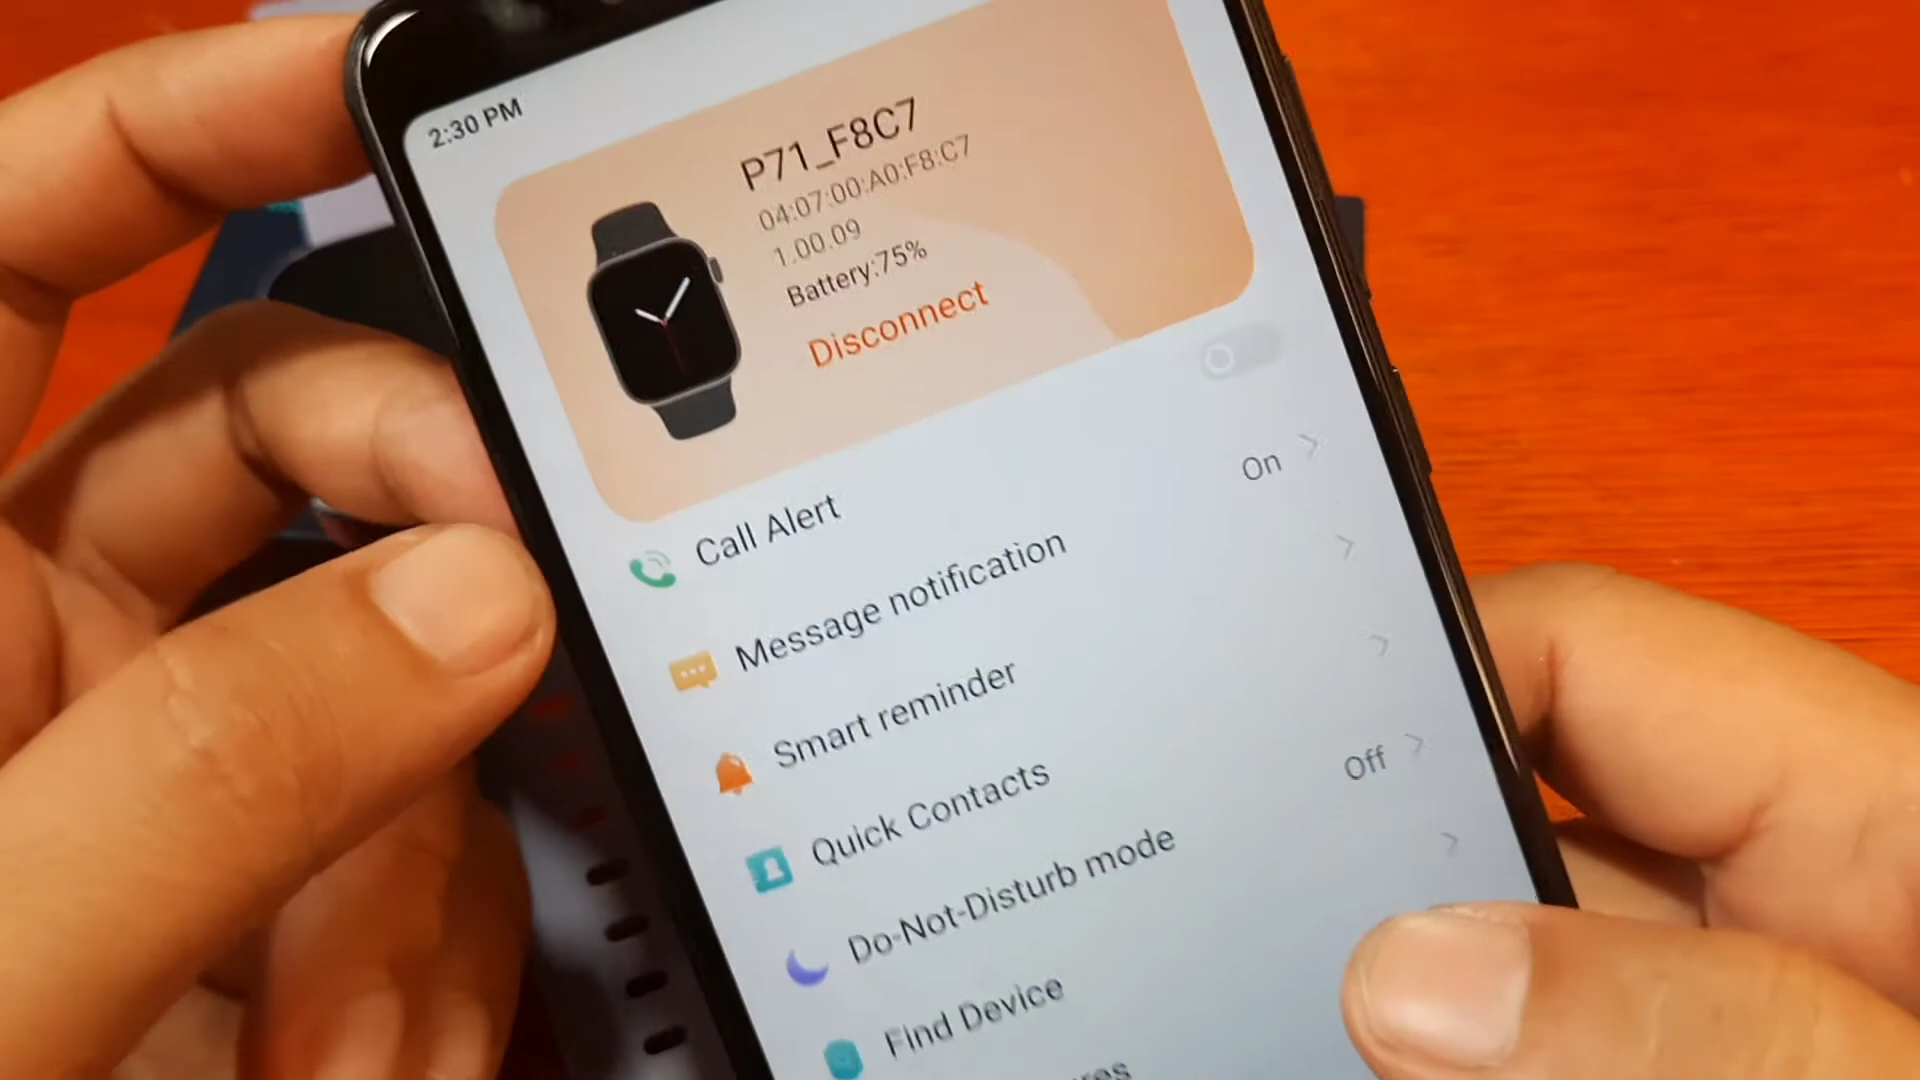 2:30 PM
P71_F8C7
04:07:00:A0:F8:C7
1.00.09
Battery:75%
Disconnect
Call Alert
Message notification
On
Smart reminder
Quick Contacts
Do-Not-Disturb mode
Off
Find Device